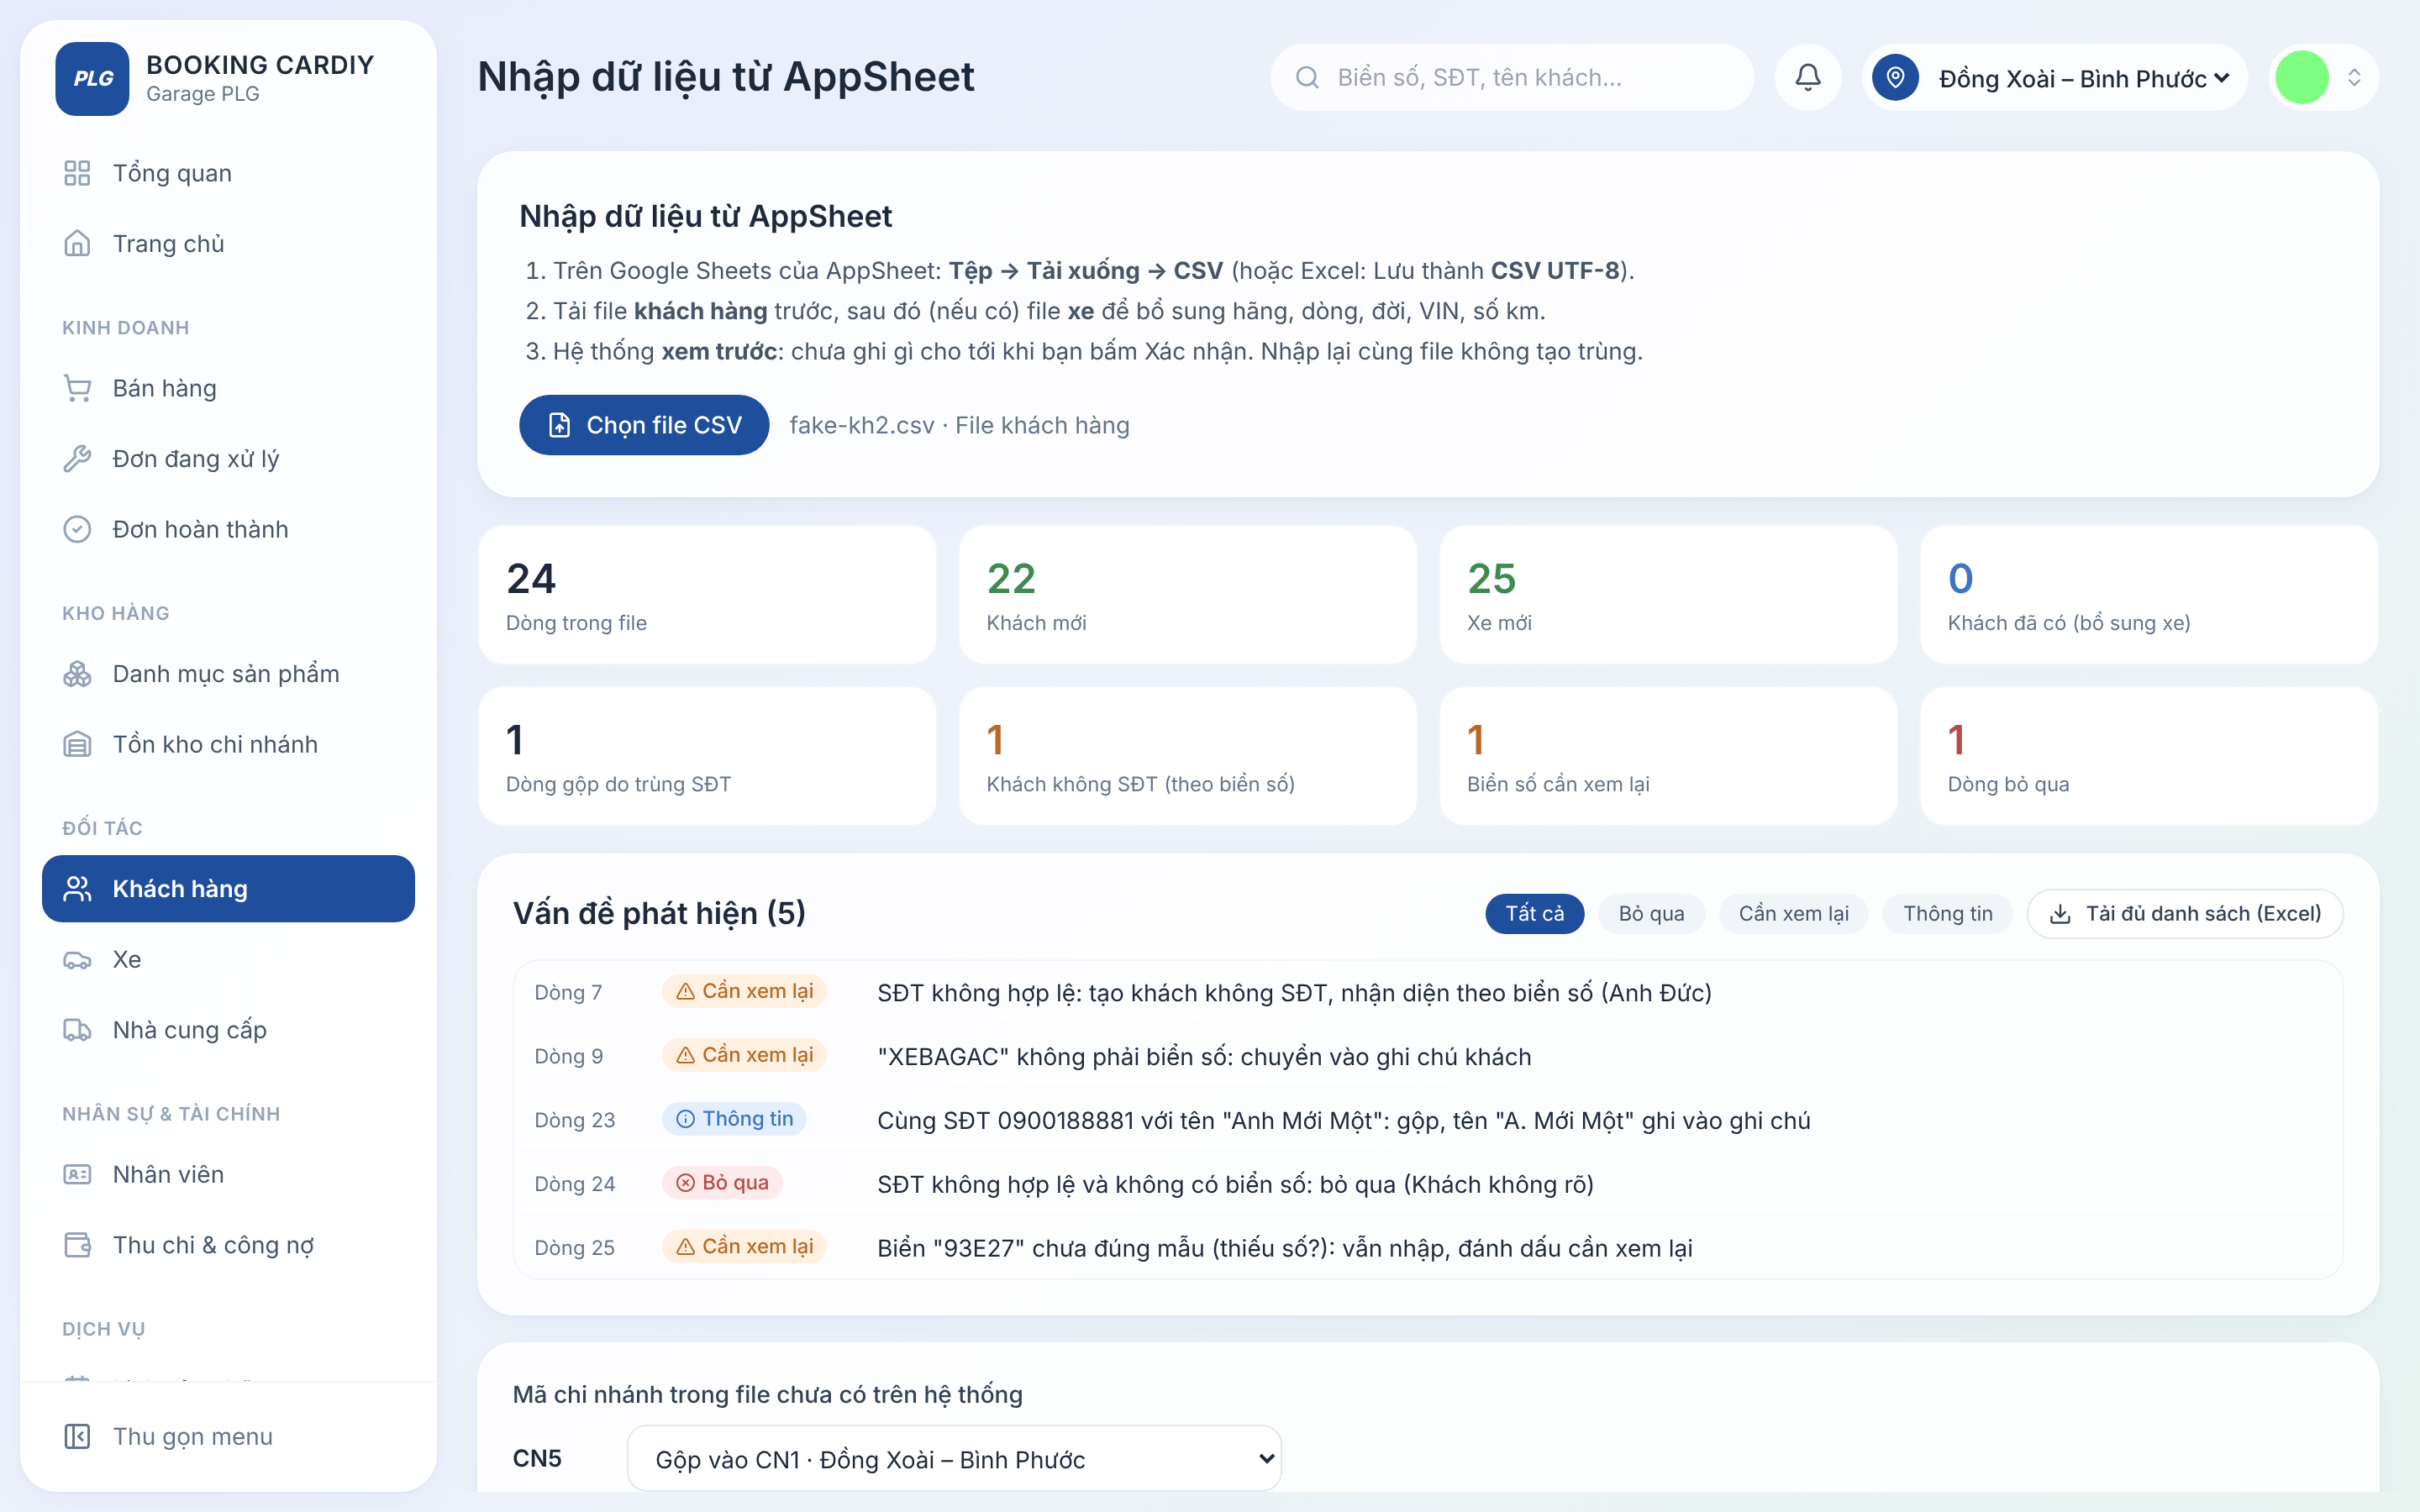 PLG
BOOKING CARDIY
Garage PLG
Tổng quan
Trang chủ
KINH DOANH
Bán hàng
Đơn đang xử lý
Đơn hoàn thành
KHO HÀNG
Danh mục sản phẩm
Tồn kho chi nhánh
ĐỐI TÁC
Khách hàng
Xe
Nhà cung cấp
NHÂN SỰ & TÀI CHÍNH
Nhân viên
Thu chi & công nợ
DỊCH VỤ
Thu gọn menu
Nhập dữ liệu từ AppSheet
Biển số, SĐT, tên khách...
Đồng Xoài – Bình Phước
Nhập dữ liệu từ AppSheet
1. Trên Google Sheets của AppSheet: Tệp → Tải xuống → CSV (hoặc Excel: Lưu thành CSV UTF-8).
2. Tải file khách hàng trước, sau đó (nếu có) file xe để bổ sung hãng, dòng, đời, VIN, số km.
3. Hệ thống xem trước: chưa ghi gì cho tới khi bạn bấm Xác nhận. Nhập lại cùng file không tạo trùng.
Chọn file CSV
fake-kh2.csv · File khách hàng
24
Dòng trong file
22
Khách mới
25
Xe mới
0
Khách đã có (bổ sung xe)
1
Dòng gộp do trùng SĐT
1
Khách không SĐT (theo biển số)
1
Biển số cần xem lại
1
Dòng bỏ qua
Vấn đề phát hiện (5)
Tất cả
Bỏ qua
Cần xem lại
Thông tin
Tải đủ danh sách (Excel)
Dòng 7 Cần xem lại SĐT không hợp lệ: tạo khách không SĐT, nhận diện theo biển số (Anh Đức)
Dòng 9 Cần xem lại "XEBAGAC" không phải biển số: chuyển vào ghi chú khách
Dòng 23 Thông tin Cùng SĐT 0900188881 với tên "Anh Mới Một": gộp, tên "A. Mới Một" ghi vào ghi chú
Dòng 24 Bỏ qua SĐT không hợp lệ và không có biển số: bỏ qua (Khách không rõ)
Dòng 25 Cần xem lại Biển "93E27" chưa đúng mẫu (thiếu số?): vẫn nhập, đánh dấu cần xem lại
Mã chi nhánh trong file chưa có trên hệ thống
CN5
Gộp vào CN1 · Đồng Xoài – Bình Phước